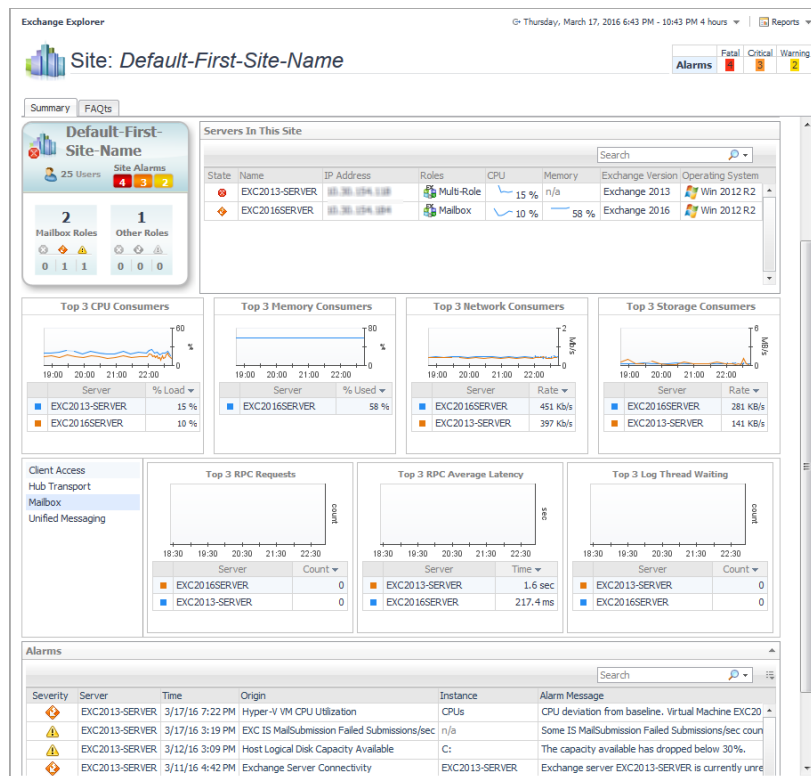 Exchange Explorer
Thursday, March 17, 2016 6:43 PM - 10:43 PM 4 hours
Reports
Site: Default-First-Site-Name
Fatal Critical Warning
Alarms 4 3 2
Summary FAQts
Default-First-Site-Name
25 Users
Site Alarms
4 3 2
2
Mailbox Roles
0 1 1
1
Other Roles
0 0 0
Servers In This Site
Search
State Name IP Address Roles CPU Memory Exchange Version Operating System
EXC2013-SERVER Multi-Role 15 % n/a Exchange 2013 Win 2012 R2
EXC2016SERVER Mailbox 10 % 58 % Exchange 2016 Win 2012 R2
Top 3 CPU Consumers
60
%
0
19:00 20:00 21:00 22:00
Server % Load
EXC2013-SERVER 15 %
EXC2016SERVER 10 %
Top 3 Memory Consumers
80
%
0
19:00 20:00 21:00 22:00
Server % Used
EXC2016SERVER 58 %
Top 3 Network Consumers
2
Mb/s
0
19:00 20:00 21:00 22:00
Server Rate
EXC2016SERVER 451 Kb/s
EXC2013-SERVER 397 Kb/s
Top 3 Storage Consumers
6
MB/s
0
19:00 20:00 21:00 22:00
Server Rate
EXC2016SERVER 281 KB/s
EXC2013-SERVER 141 KB/s
Client Access
Hub Transport
Mailbox
Unified Messaging
Top 3 RPC Requests
count
18:30 19:30 20:30 21:30 22:30
Server Count
EXC2016SERVER 0
EXC2013-SERVER 0
Top 3 RPC Average Latency
sec
18:30 19:30 20:30 21:30 22:30
Server Time
EXC2013-SERVER 1.6 sec
EXC2016SERVER 217.4 ms
Top 3 Log Thread Waiting
count
18:30 19:30 20:30 21:30 22:30
Server Count
EXC2013-SERVER 0
EXC2016SERVER 0
Alarms
Search
Severity Server Time Origin Instance Alarm Message
EXC2013-SERVER 3/17/16 7:22 PM Hyper-V VM CPU Utilization CPUs CPU deviation from baseline. Virtual Machine EXC20
EXC2013-SERVER 3/17/16 3:19 PM EXC IS MailSubmission Failed Submissions/sec n/a Some IS MailSubmission Failed Submissions/sec coun
EXC2013-SERVER 3/12/16 3:09 PM Host Logical Disk Capacity Available C: The capacity available has dropped below 30%.
EXC2013-SERVER 3/11/16 4:42 PM Exchange Server Connectivity EXC2013-SERVER Exchange server EXC2013-SERVER is currently unre